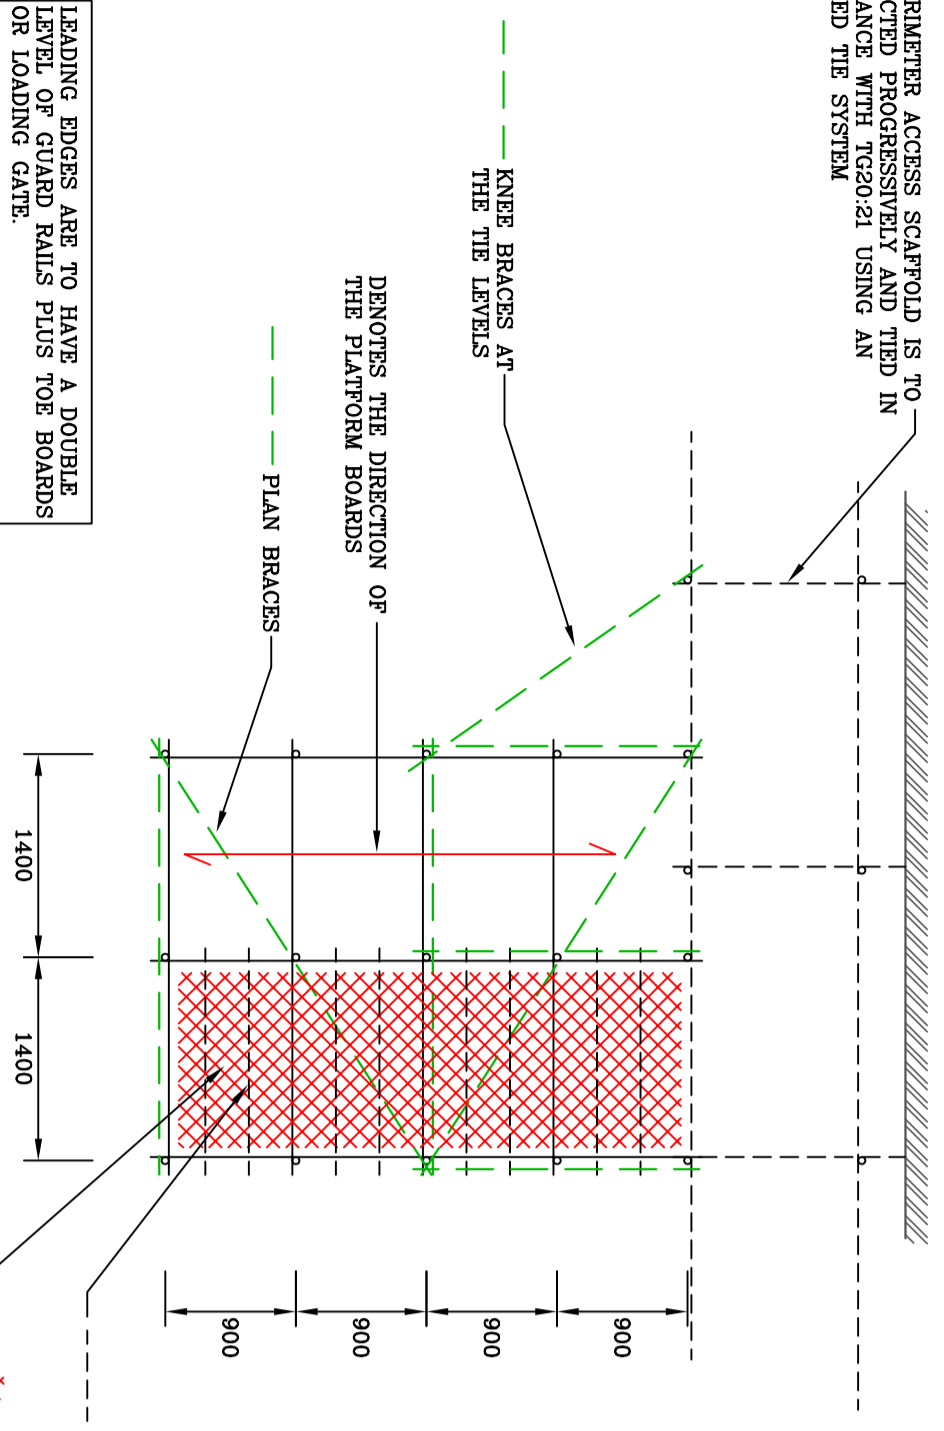 RIMETER ACCESS SCAFFOLD IS TO
CTED PROGRESSIVELY AND TIED IN
ANCE WITH TG20:21 USING AN
ED TIE SYSTEM
KNEE BRACES AT
THE TIE LEVELS
DENOTES THE DIRECTION OF
THE PLATFORM BOARDS
PLAN BRACES
LEADING EDGES ARE TO HAVE A DOUBLE
LEVEL OF GUARD RAILS PLUS TOE BOARDS
OR LOADING GATE.
1400
1400
900
900
900
900